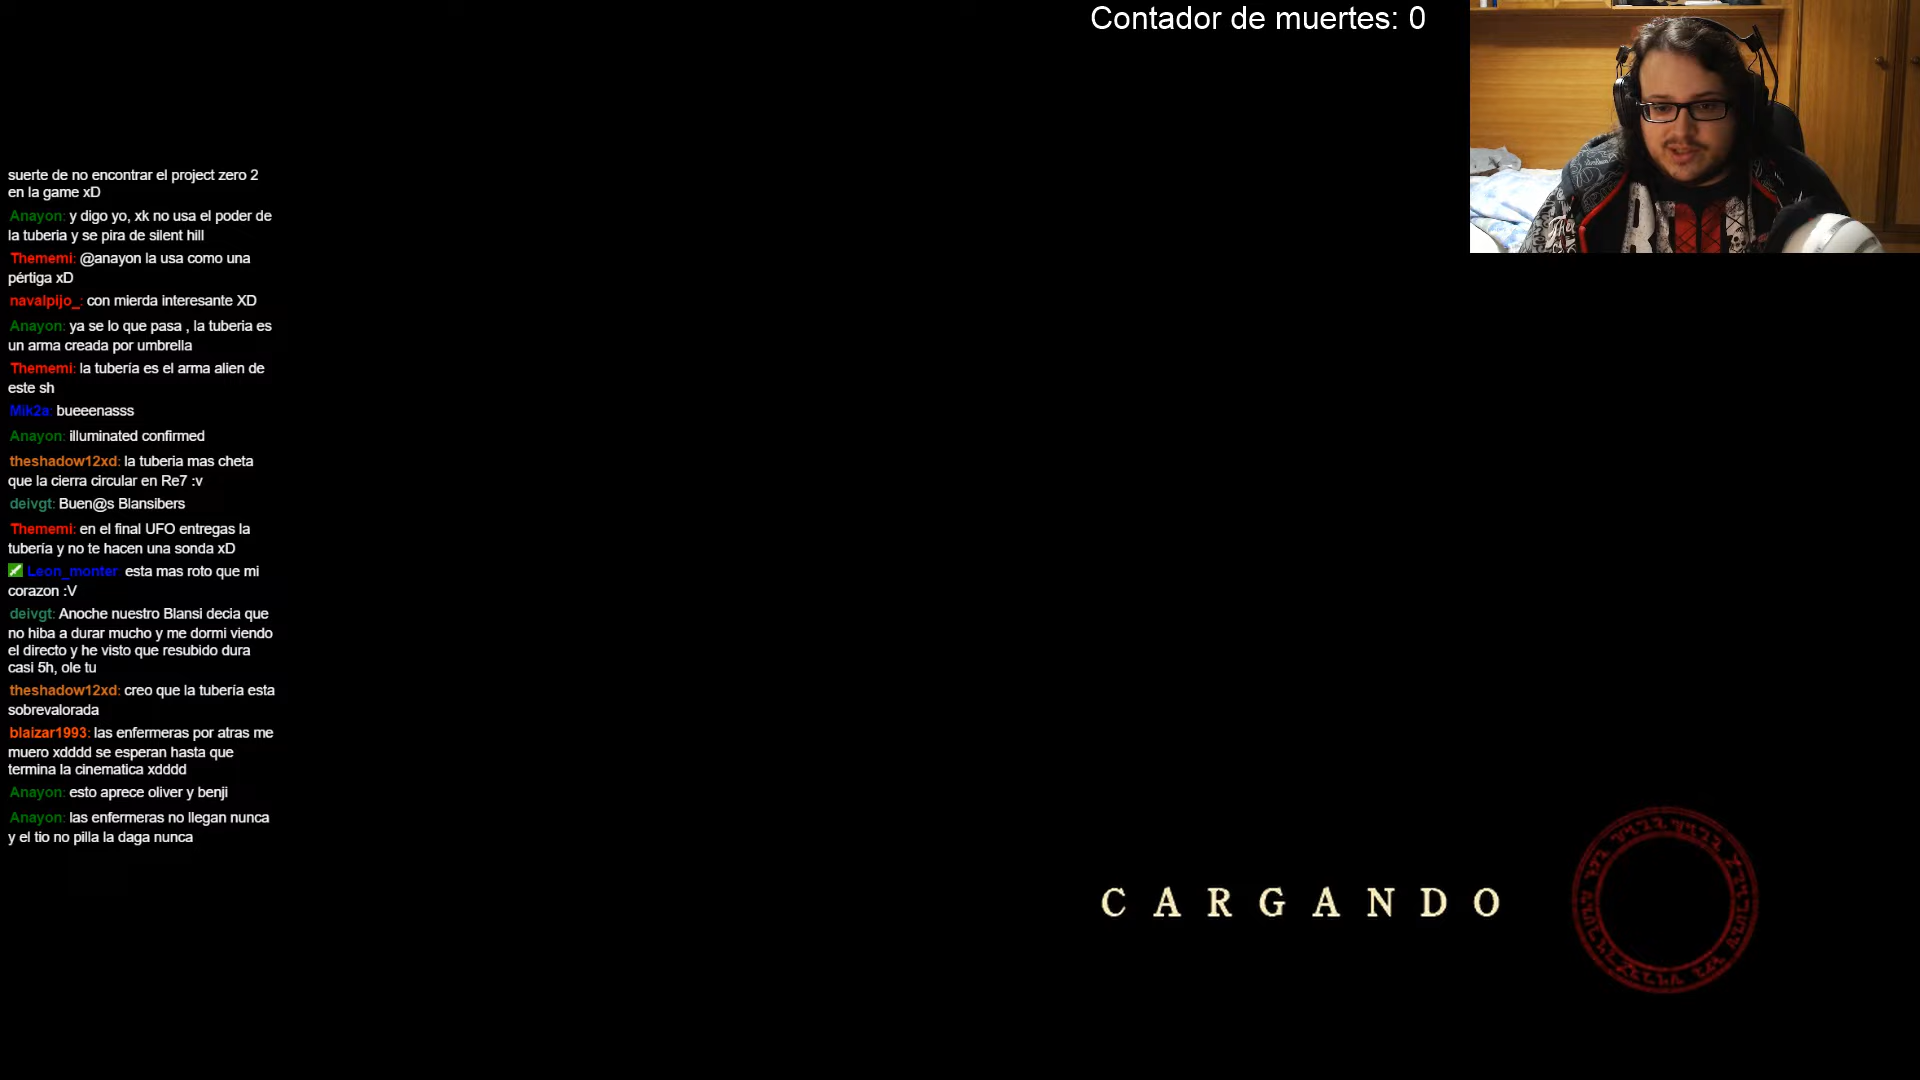 Contador de muertes: 0
suerte de no encontrar el project zero 2
en la game xD
Anayon: y digo yo, xk no usa el poder de
la tuberia y se pira de silent hill
Thememi: @anayon la usa como una
pértiga xD
navalpijo_: con mierda interesante XD
Anayon: ya se lo que pasa , la tuberia es
un arma creada por umbrella
Thememi: la tubería es el arma alien de
este sh
Mik2a: bueeenasss
Anayon: illuminated confirmed
theshadow12xd: la tuberia mas cheta
que la cierra circular en Re7 :v
deivgt: Buen@s Blansibers
Thememi: en el final UFO entregas la
tubería y no te hacen una sonda xD
Leon_monter: esta mas roto que mi
corazon :V
deivgt: Anoche nuestro Blansi decia que
no hiba a durar mucho y me dormi viendo
el directo y he visto que resubido dura
casi 5h, ole tu
theshadow12xd: creo que la tubería esta
sobrevalorada
blaizar1993: las enfermeras por atras me
muero xdddd se esperan hasta que
termina la cinematica xdddd
Anayon: esto aprece oliver y benji
Anayon: las enfermeras no llegan nunca
y el tio no pilla la daga nunca
CARGANDO